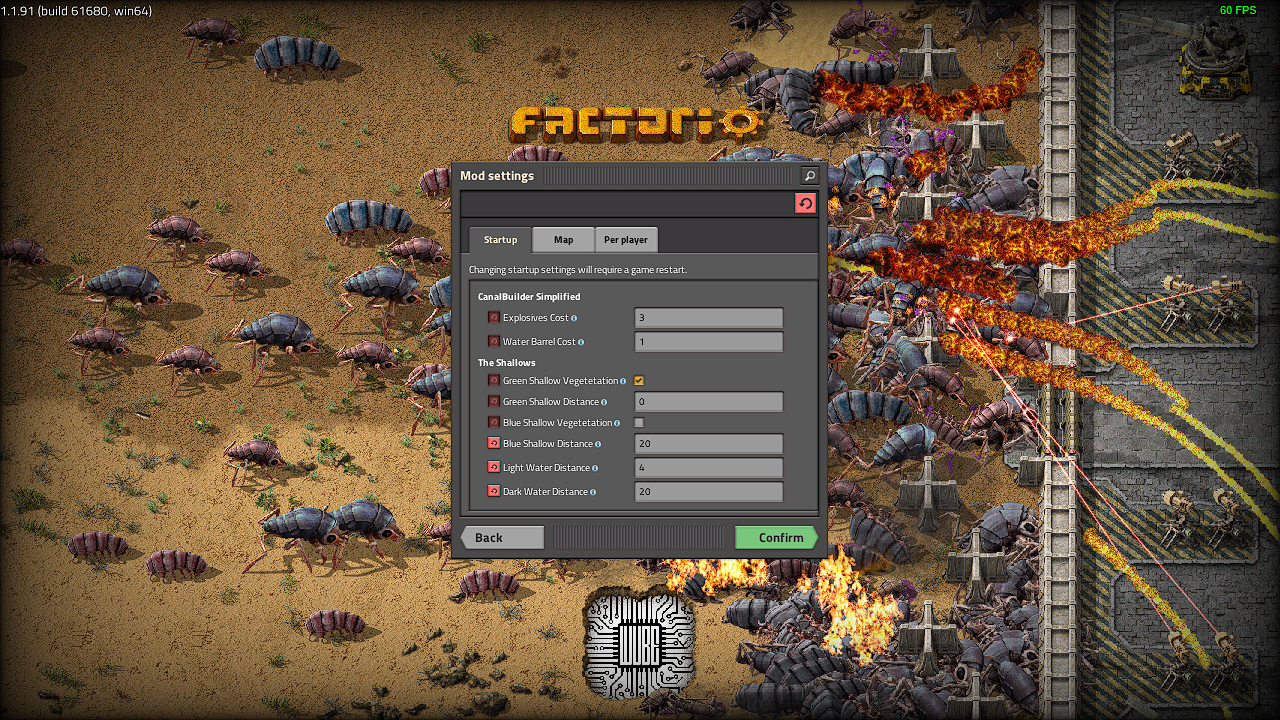 1.1.91 (build 61680, win64)
60 FPS
FACTORIO
Mod settings
Startup
Map
Per player
Changing startup settings will require a game restart.
CanalBuilder Simplified
Explosives Cost
3
Water Barrel Cost
1
The Shallows
Green Shallow Vegetetation
Green Shallow Distance
0
Blue Shallow Vegetetation
Blue Shallow Distance
20
Light Water Distance
4
Dark Water Distance
20
Back
Confirm
WUBE